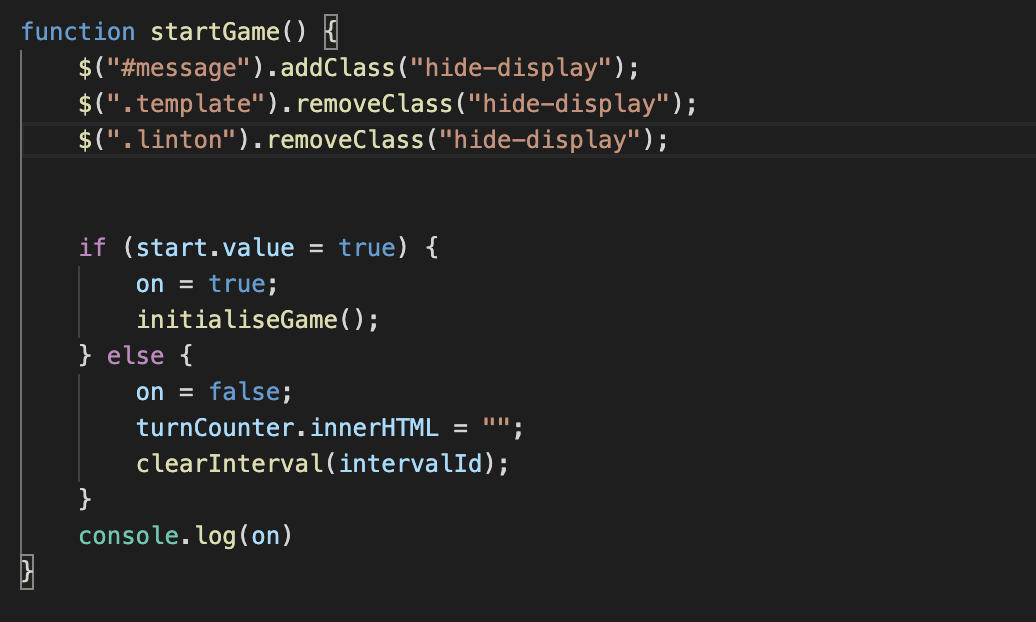 function startGame() {
    $("#message").addClass("hide-display");
    $(".template").removeClass("hide-display");
    $(".linton").removeClass("hide-display");
    if (start.value = true) {
        on = true;
        initialiseGame();
    } else {
        on = false;
        turnCounter.innerHTML = "";
        clearInterval(intervalId);
    }
    console.log(on)
}